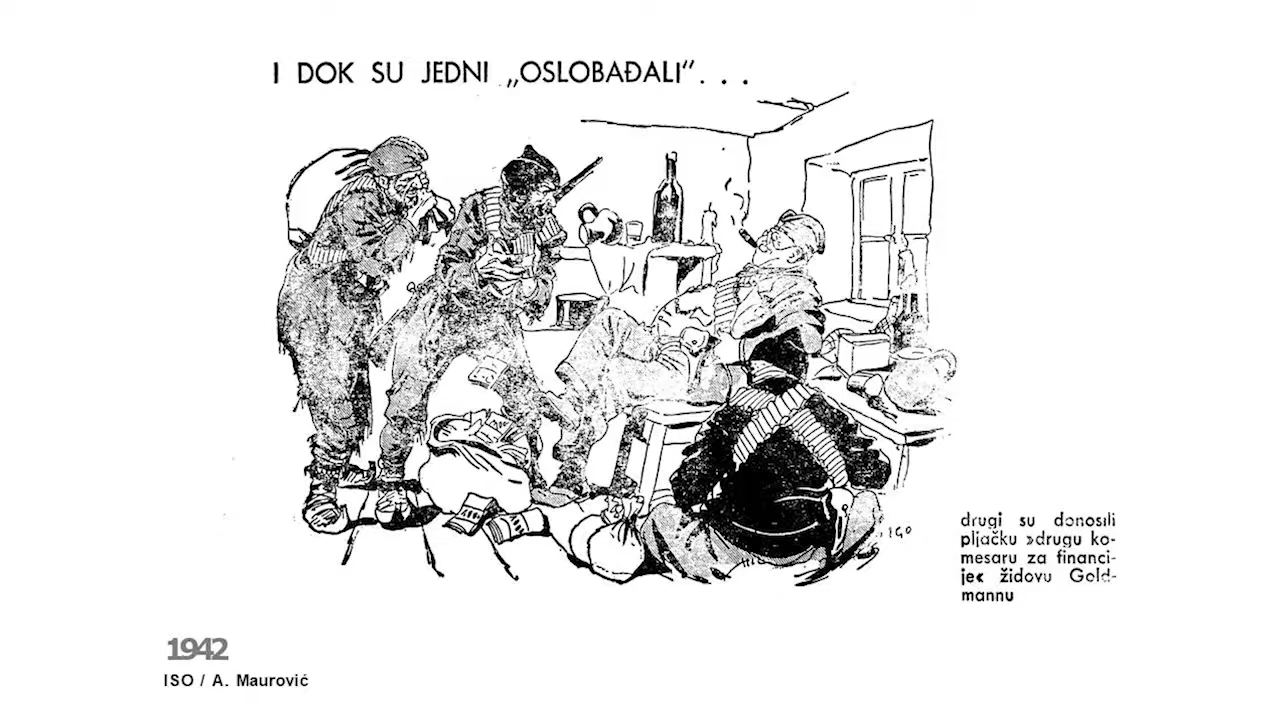 I DOK SU JEDNI „OSLOBAĐALI”...
drugi su donosili
pljačku »drugu ko-
mesaru za financi-
je« židovu Gold-
mannu
IGO
1942
ISO / A. Maurović